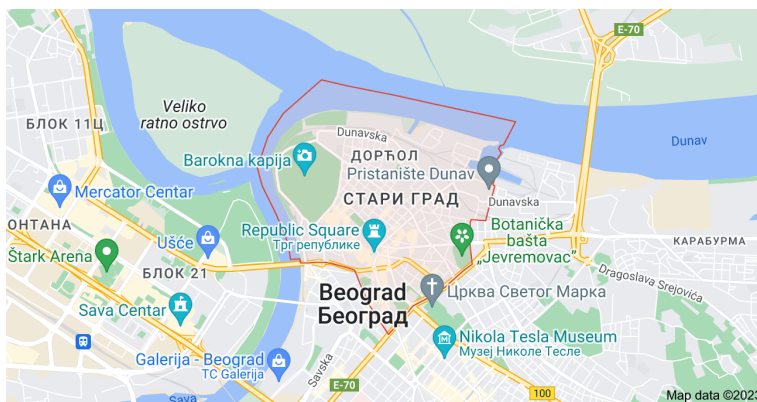 E-70
Veliko
ratno ostrvo
БЛОК 11Ц
Dunavska
Dunav
ДОРЋОЛ
Barokna kapija
Pristanište Dunav
Mercator Centar
СТАРИ ГРАД
Dunavska
ОНТАНА
Republic Square
Трг републике
Botanička
bašta
„Jevremovac”
Ušće
КАРАБУРМА
Štark Arena
БЛОК 21
Dragoslava Srejovića
Beograd
Београд
Црква Светог Марка
Sava Centar
Nikola Tesla Museum
Музеј Николе Тесле
Galerija - Beograd
TC Galerija
Savska
E-70
100
Map data ©2023